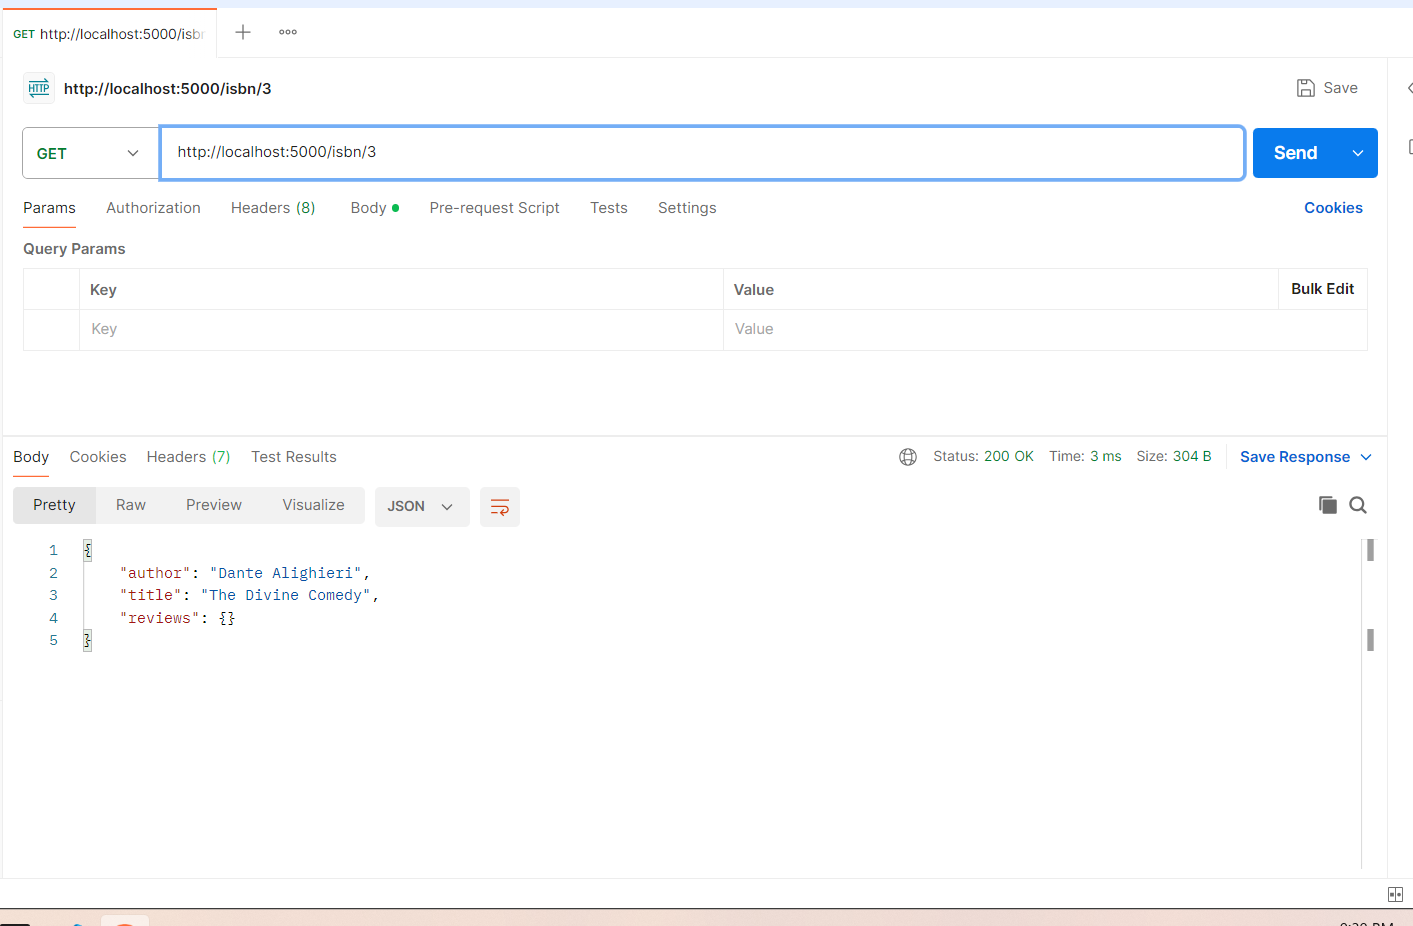 GET http://localhost:5000/isbn
HTTP http://localhost:5000/isbn/3
Save
GET
http://localhost:5000/isbn/3
Send
Params Authorization Headers (8) Body Pre-request Script Tests Settings Cookies
Query Params
Key Value Bulk Edit
Key Value
Body Cookies Headers (7) Test Results Status: 200 OK Time: 3 ms Size: 304 B Save Response
Pretty Raw Preview Visualize JSON
1 {
2 "author": "Dante Alighieri",
3 "title": "The Divine Comedy",
4 "reviews": {}
5 }